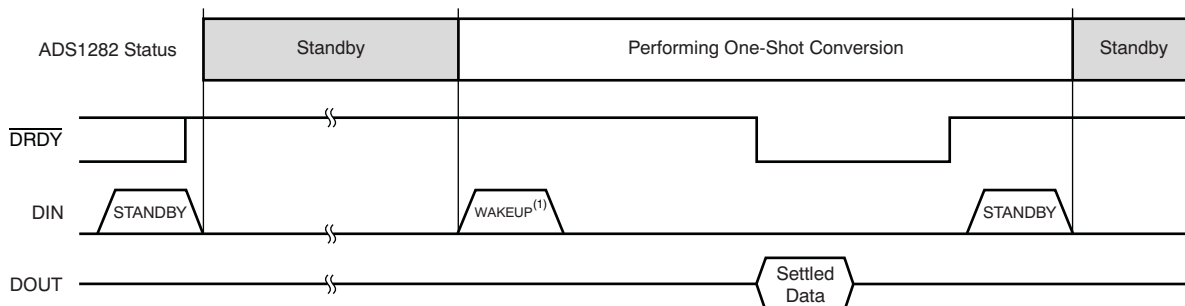 ADS1282 Status
Standby
Performing One-Shot Conversion
Standby
DRDY
DIN
STANDBY
WAKEUP(1)
STANDBY
DOUT
Settled
Data